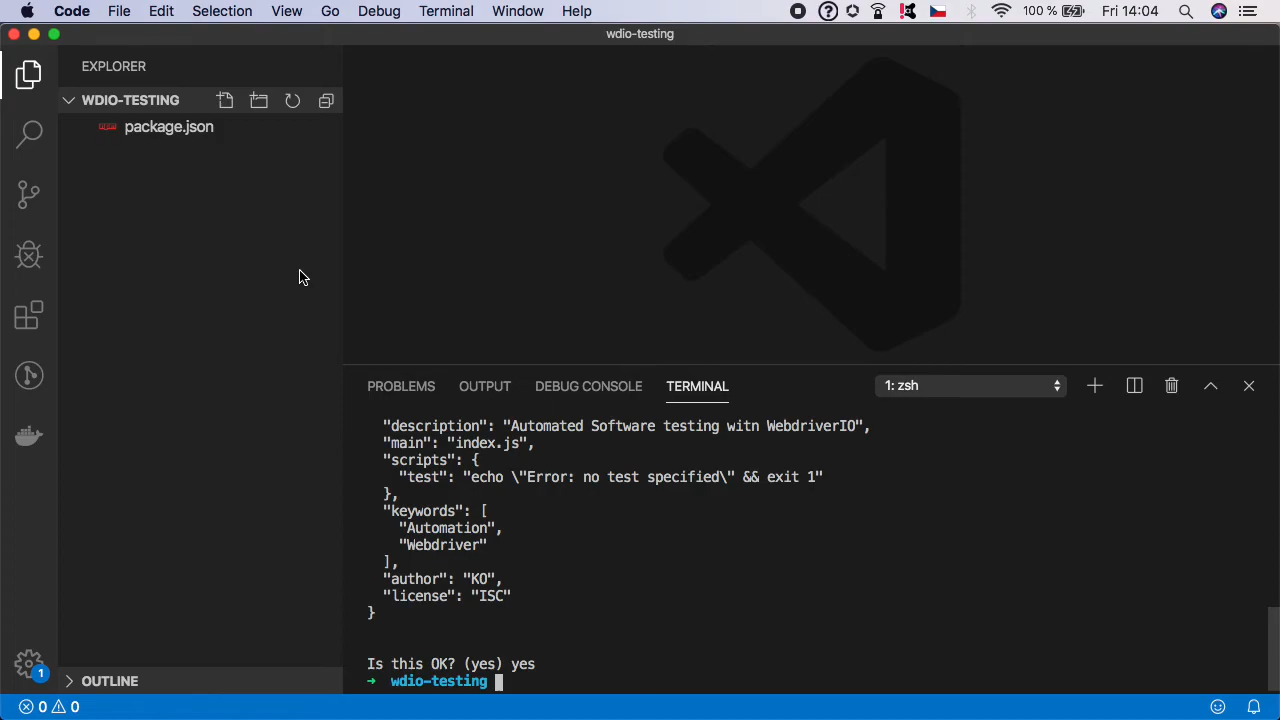 Code File Edit Selection View Go Debug Terminal Window Help 100 % Fri 14:04
wdio-testing
EXPLORER
WDIO-TESTING
package.json
PROBLEMS OUTPUT DEBUG CONSOLE TERMINAL 1: zsh
"description": "Automated Software testing witn WebdriverIO",
"main": "index.js",
"scripts": {
"test": "echo \"Error: no test specified\" && exit 1"
},
"keywords": [
"Automation",
"Webdriver"
],
"author": "KO",
"license": "ISC"
}
Is this OK? (yes) yes
→ wdio-testing
1
OUTLINE
0 0